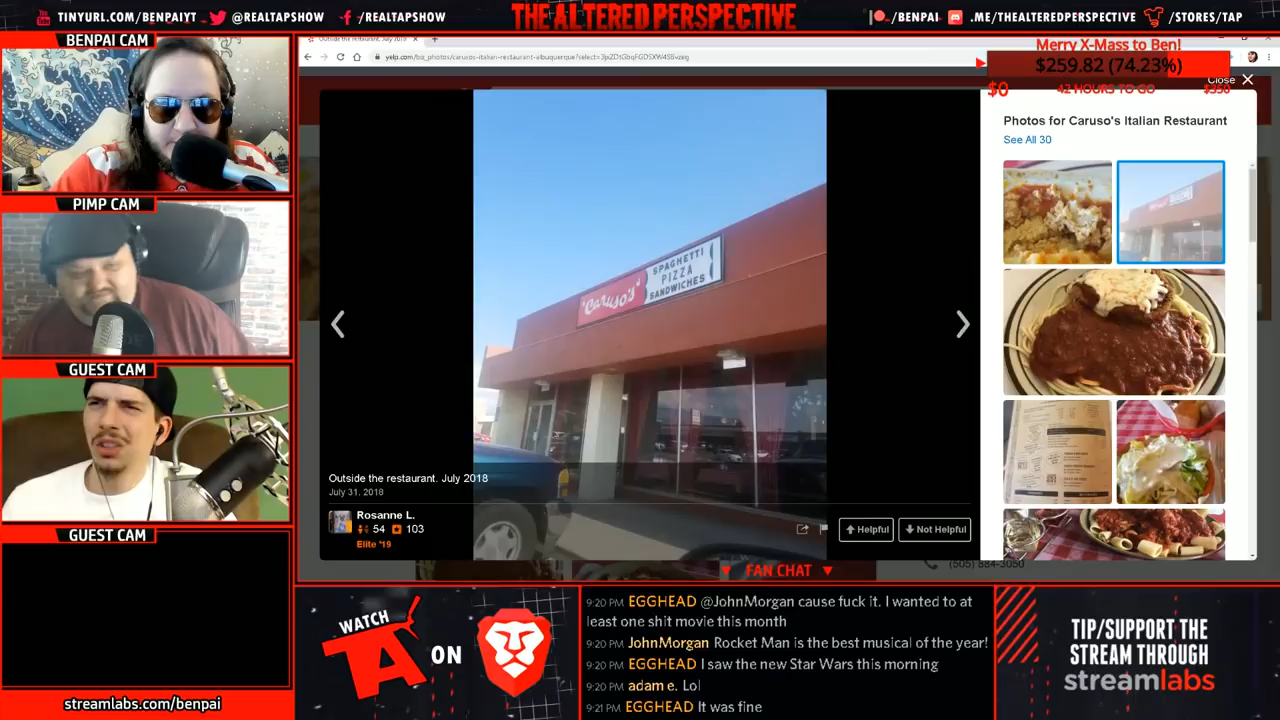 TINYURL.COM/BENPAIYT
@REALTAPSHOW
/REALTAPSHOW
THE ALTERED PERSPECTIVE
/BENPAI
.ME/THEALTEREDPERSPECTIVE
/STORES/TAP
BENPAI CAM
Outside the restaurant, July 2018
Merry X-Mass to Ben!
$259.82 (74.23%)
$0
42 HOURS TO GO
$350
Close
Photos for Caruso's Italian Restaurant
See All 30
PIMP CAM
"Caruso's"
SPAGHETTI
PIZZA
SANDWICHES
GUEST CAM
Outside the restaurant. July 2018
July 31, 2018
Rosanne L.
54 103
Elite '19
Helpful
Not Helpful
GUEST CAM
FAN CHAT
(505) 884-3050
9:20 PM EGGHEAD @JohnMorgan cause fuck it. I wanted to at
least one shit movie this month
9:20 PM JohnMorgan Rocket Man is the best musical of the year!
9:20 PM EGGHEAD I saw the new Star Wars this morning
9:20 PM adam e. Lol
9:21 PM EGGHEAD It was fine
WATCH
TA ON
TIP/SUPPORT THE
STREAM THROUGH
streamlabs
streamlabs.com/benpai